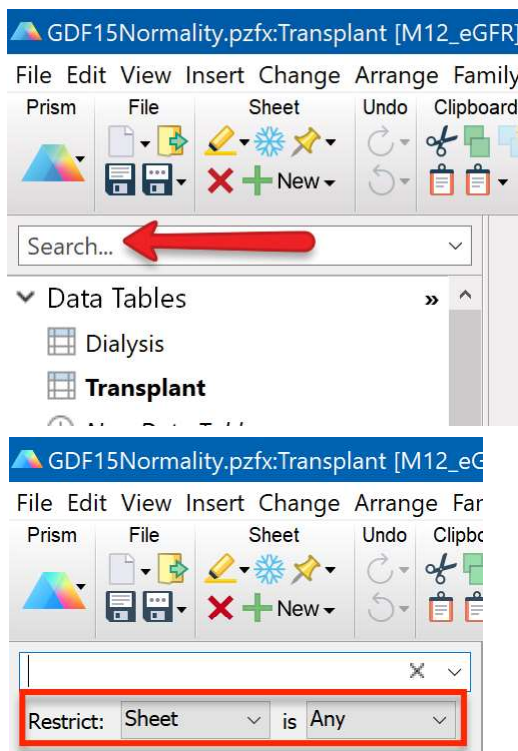 GDF15Normality.pzfx:Transplant [M12_eGFR]
File Edit View Insert Change Arrange Family
Prism File Sheet Undo Clipboard
New
Search...
Data Tables »
Dialysis
Transplant
GDF15Normality.pzfx:Transplant [M12_eG
File Edit View Insert Change Arrange Far
Prism File Sheet Undo Clipbo
New
Restrict: Sheet is Any